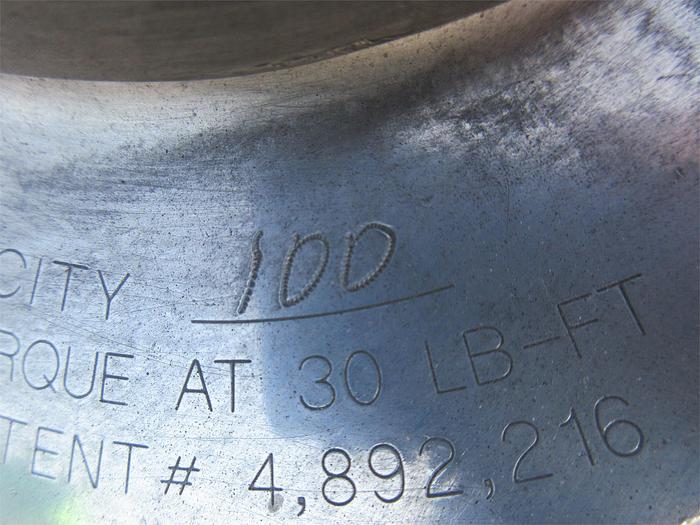 CITY 100
RQUE AT 30 LB-FT
TENT # 4,892,216